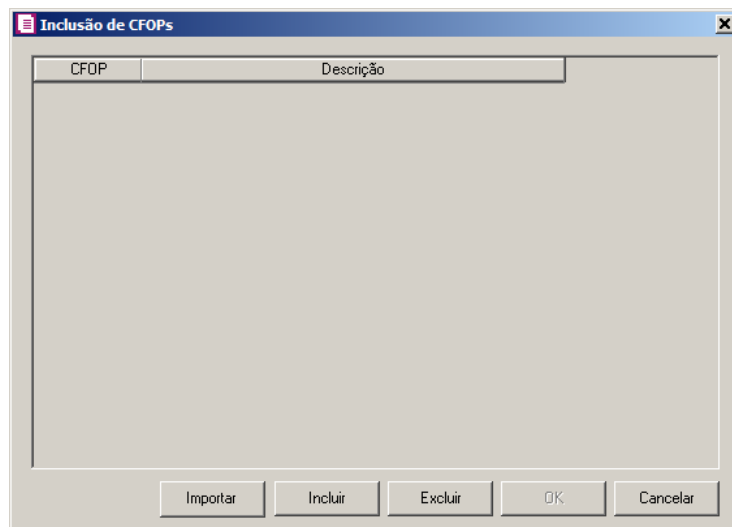 Inclusão de CFOPs
CFOP Descrição
Importar Incluir Excluir OK Cancelar